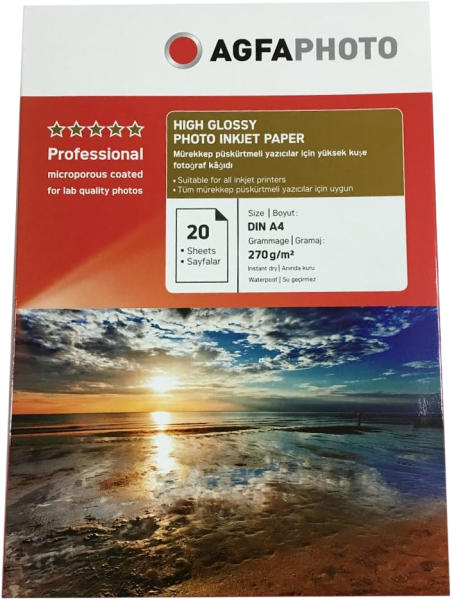 AGFAPHOTO
Professional
microporous coated
for lab quality photos
HIGH GLOSSY
PHOTO INKJET PAPER
Mürekkep püskürtmeli yazıcılar için yüksek kuşe
fotoğraf kâğıdı
• Suitable for all inkjet printers
• Tüm mürekkep püskürtmeli yazıcılar için uygun
20
• Sheets
• Sayfalar
Size | Boyut:
DIN A4
Grammage | Gramaj:
270 g/m²
Instant dry | Anında kuru
Waterproof | Su geçirmez